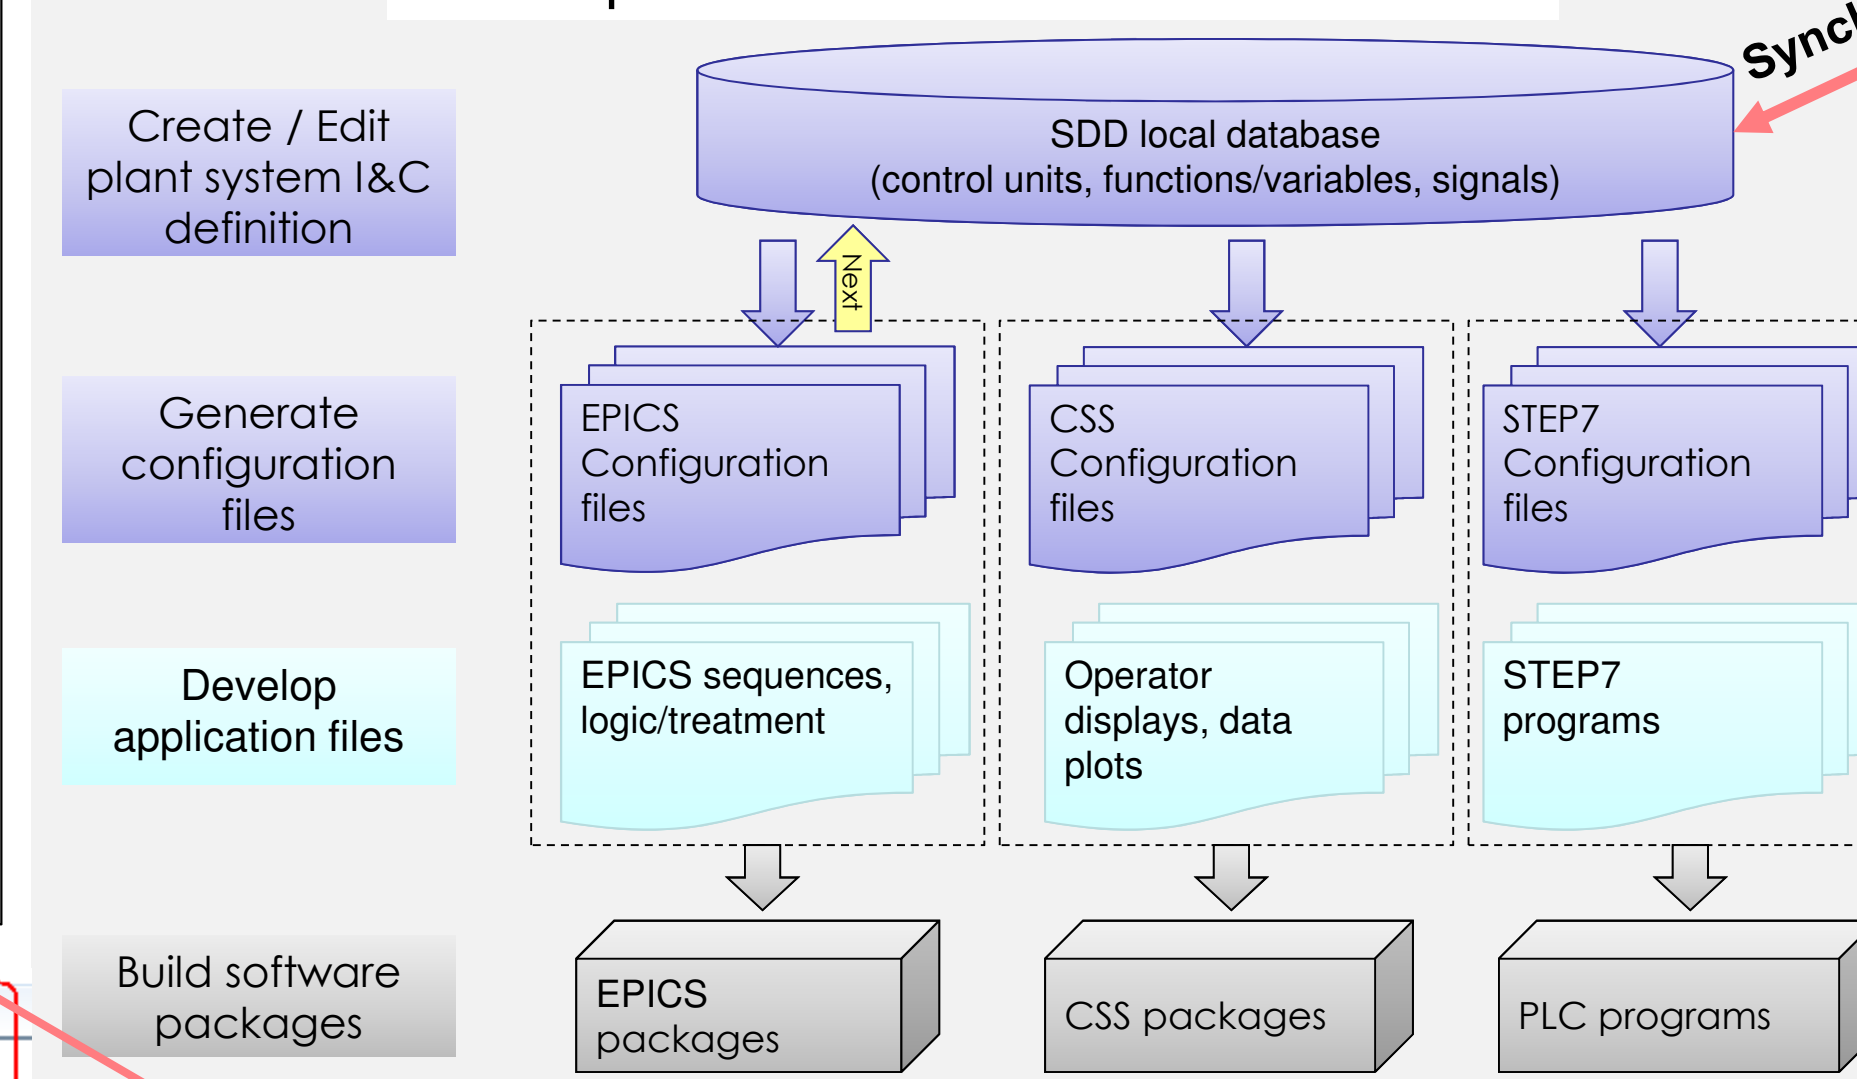 Create / Edit
plant system I&C
definition
SDD local database
(control units, functions/variables, signals)
Next
Generate
configuration
files
EPICS
Configuration
files
CSS
Configuration
files
STEP7
Configuration
files
Develop
application files
EPICS sequences,
logic/treatment
Operator
displays, data
plots
STEP7
programs
Build software
packages
EPICS
packages
CSS packages
PLC programs